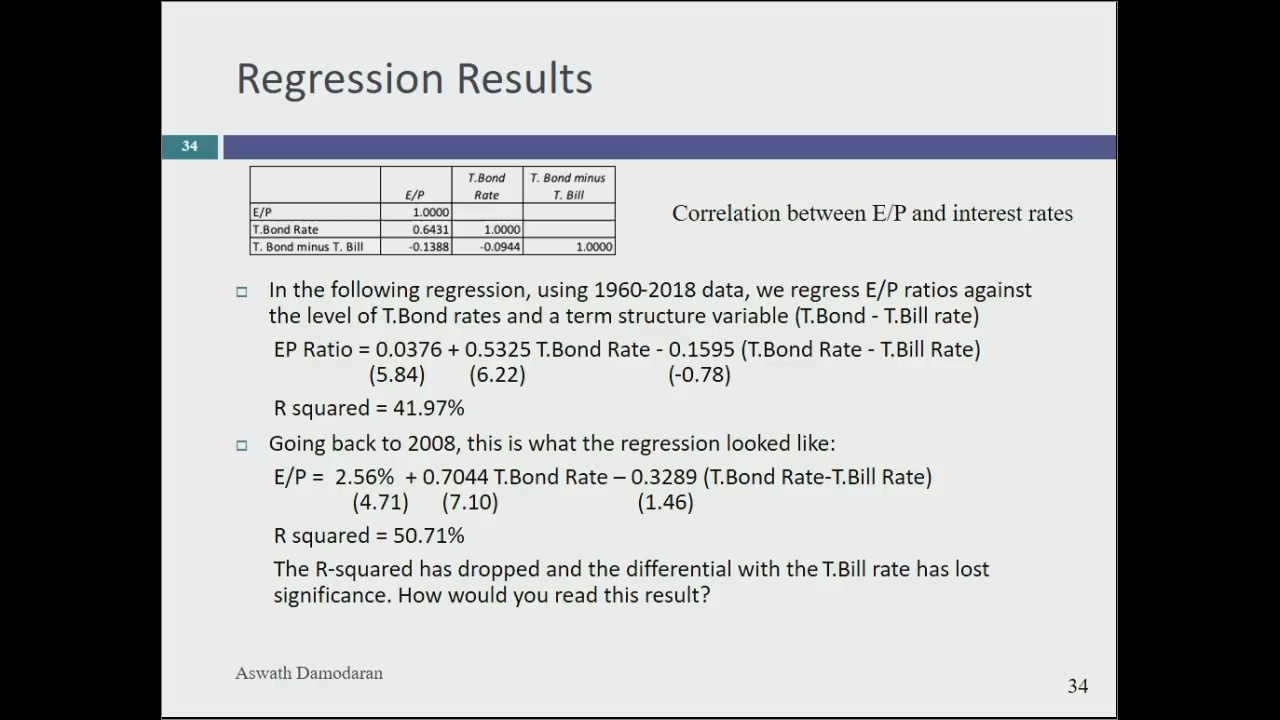 Regression Results
34
E/P T.Bond Rate T. Bond minus T. Bill
E/P 1.0000
T.Bond Rate 0.6431 1.0000
T. Bond minus T. Bill -0.1388 -0.0944 1.0000
Correlation between E/P and interest rates
□ In the following regression, using 1960-2018 data, we regress E/P ratios against
the level of T.Bond rates and a term structure variable (T.Bond - T.Bill rate)
EP Ratio = 0.0376 + 0.5325 T.Bond Rate - 0.1595 (T.Bond Rate - T.Bill Rate)
(5.84) (6.22) (-0.78)
R squared = 41.97%
□ Going back to 2008, this is what the regression looked like:
E/P = 2.56% + 0.7044 T.Bond Rate – 0.3289 (T.Bond Rate-T.Bill Rate)
(4.71) (7.10) (1.46)
R squared = 50.71%
The R-squared has dropped and the differential with the T.Bill rate has lost
significance. How would you read this result?
Aswath Damodaran
34